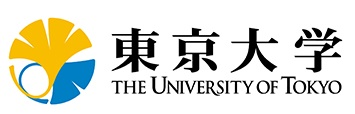 東京大学
THE UNIVERSITY OF TOKYO